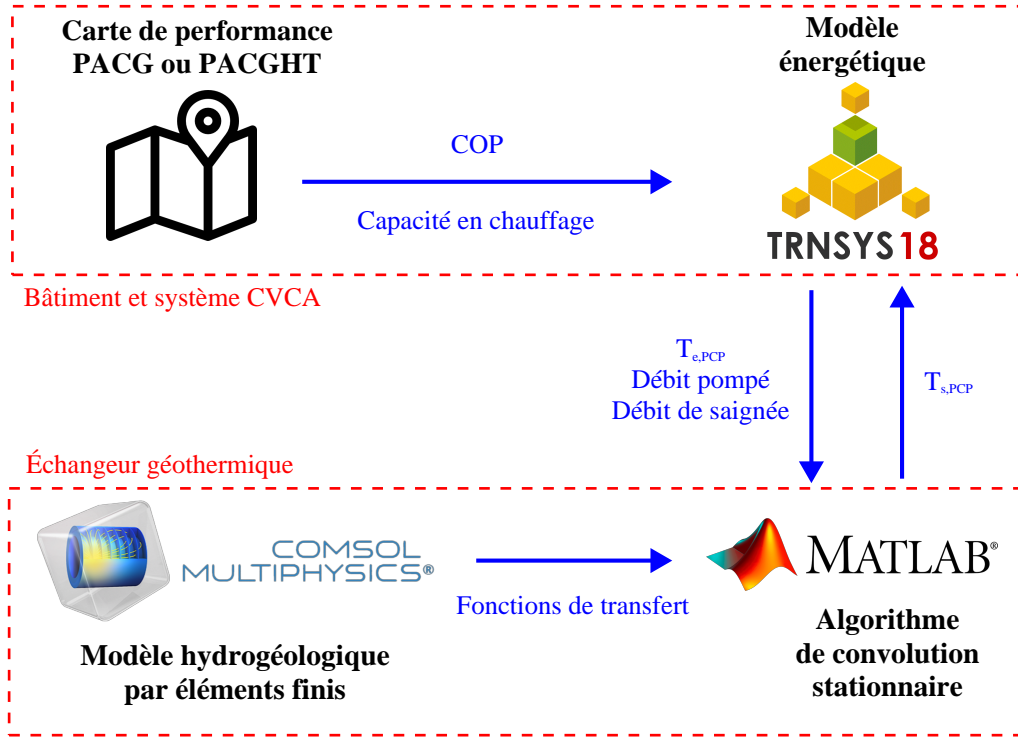 Carte de performance
PACG ou PACGHT
Modèle
énergétique
COP
Capacité en chauffage
TRNSYS 18
Bâtiment et système CVCA
Te,PCP
Débit pompé
Débit de saignée
Ts,PCP
Échangeur géothermique
COMSOL
MULTIPHYSICS®
MATLAB®
Fonctions de transfert
Modèle hydrogéologique
par éléments finis
Algorithme
de convolution
stationnaire